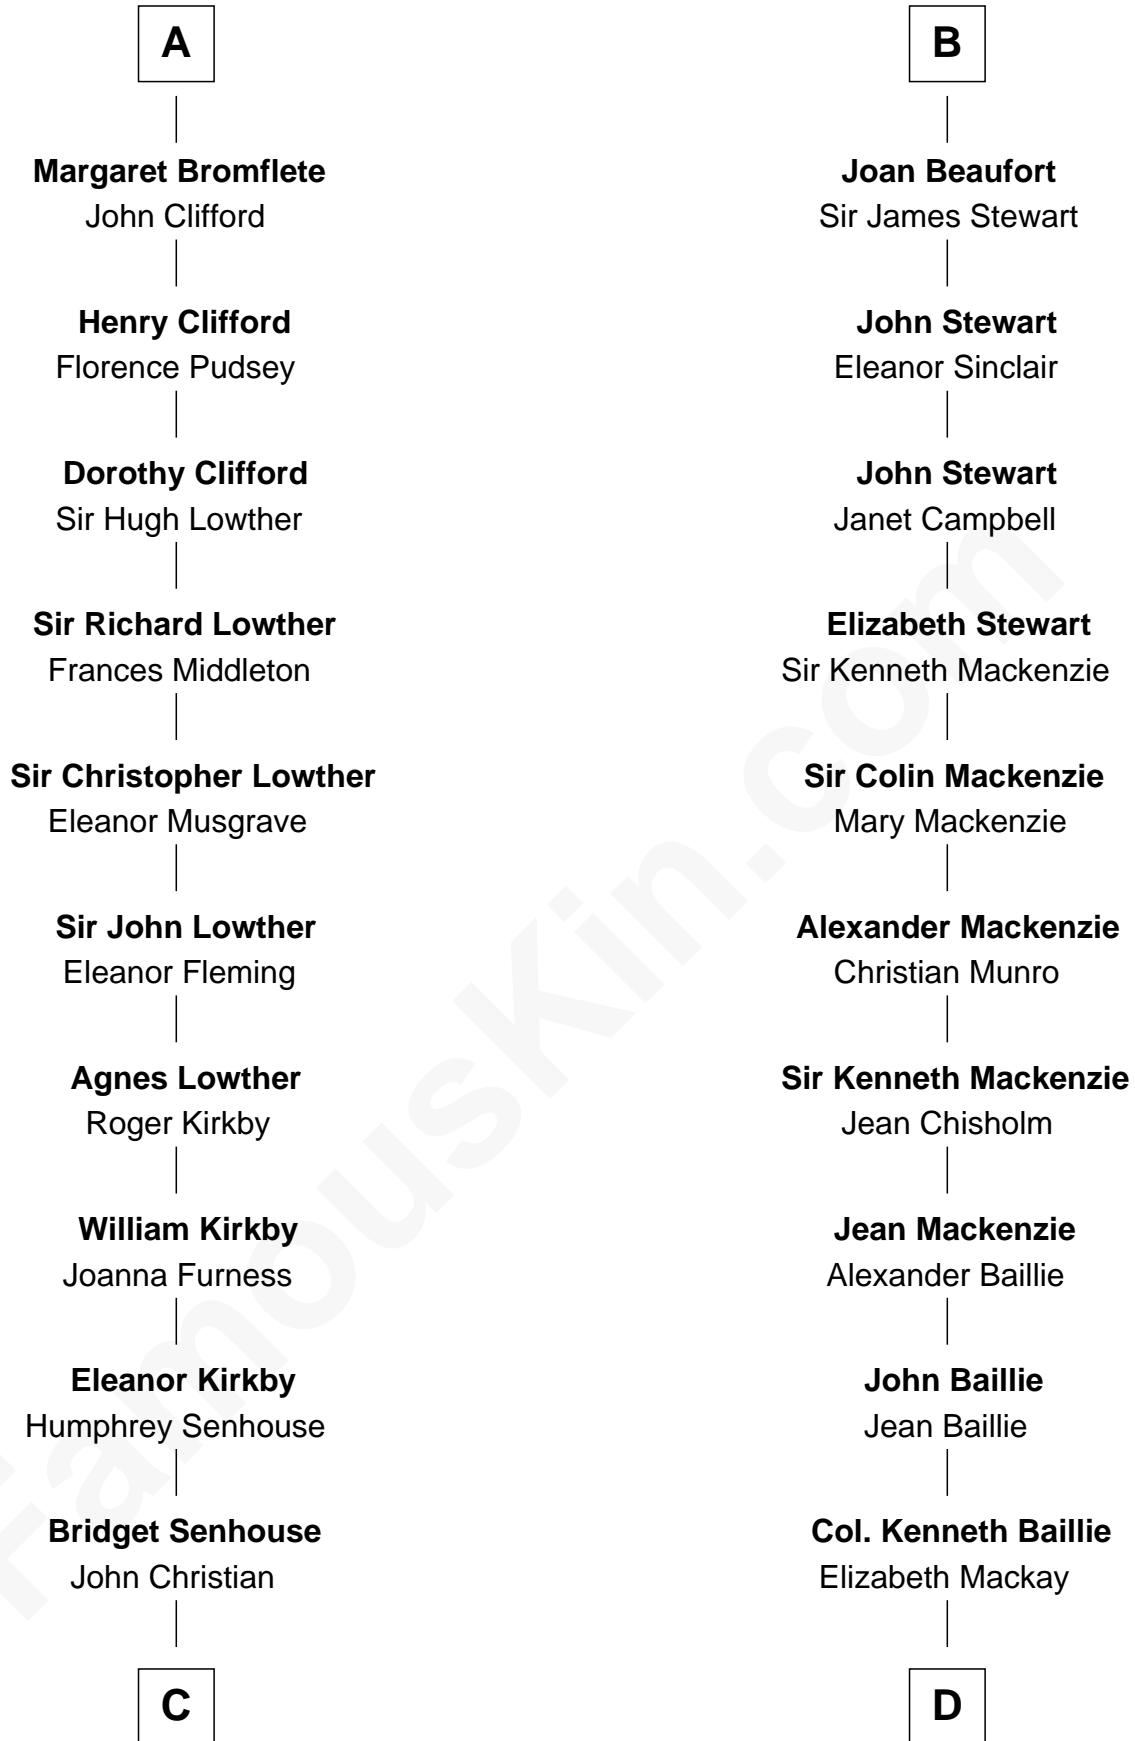 A
Margaret Bromflete
John Clifford
Henry Clifford
Florence Pudsey
Dorothy Clifford
Sir Hugh Lowther
Sir Richard Lowther
Frances Middleton
Sir Christopher Lowther
Eleanor Musgrave
Sir John Lowther
Eleanor Fleming
Agnes Lowther
Roger Kirkby
William Kirkby
Joanna Furness
Eleanor Kirkby
Humphrey Senhouse
Bridget Senhouse
John Christian
C
B
Joan Beaufort
Sir James Stewart
John Stewart
Eleanor Sinclair
John Stewart
Janet Campbell
Elizabeth Stewart
Sir Kenneth Mackenzie
Sir Colin Mackenzie
Mary Mackenzie
Alexander Mackenzie
Christian Munro
Sir Kenneth Mackenzie
Jean Chisholm
Jean Mackenzie
Alexander Baillie
John Baillie
Jean Baillie
Col. Kenneth Baillie
Elizabeth Mackay
D
FamousKin.com